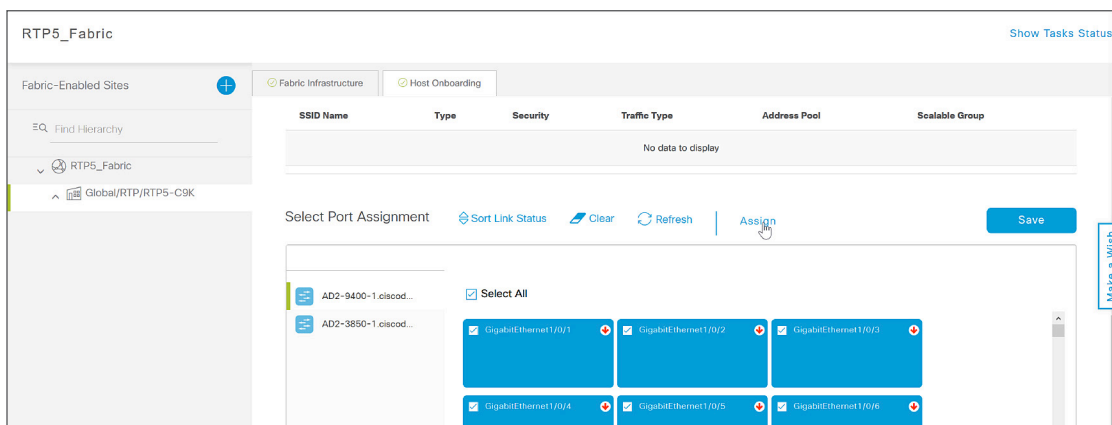 RTP5_Fabric
Show Tasks Status
Fabric-Enabled Sites
Fabric Infrastructure
Host Onboarding
Find Hierarchy
RTP5_Fabric
Global/RTP/RTP5-C9K
SSID Name Type Security Traffic Type Address Pool Scalable Group
No data to display
Select Port Assignment Sort Link Status Clear Refresh Assign Save
Make a Wish
AD2-9400-1.ciscod...
AD2-3850-1.ciscod...
Select All
GigabitEthernet1/0/1 GigabitEthernet1/0/2 GigabitEthernet1/0/3
GigabitEthernet1/0/4 GigabitEthernet1/0/5 GigabitEthernet1/0/6